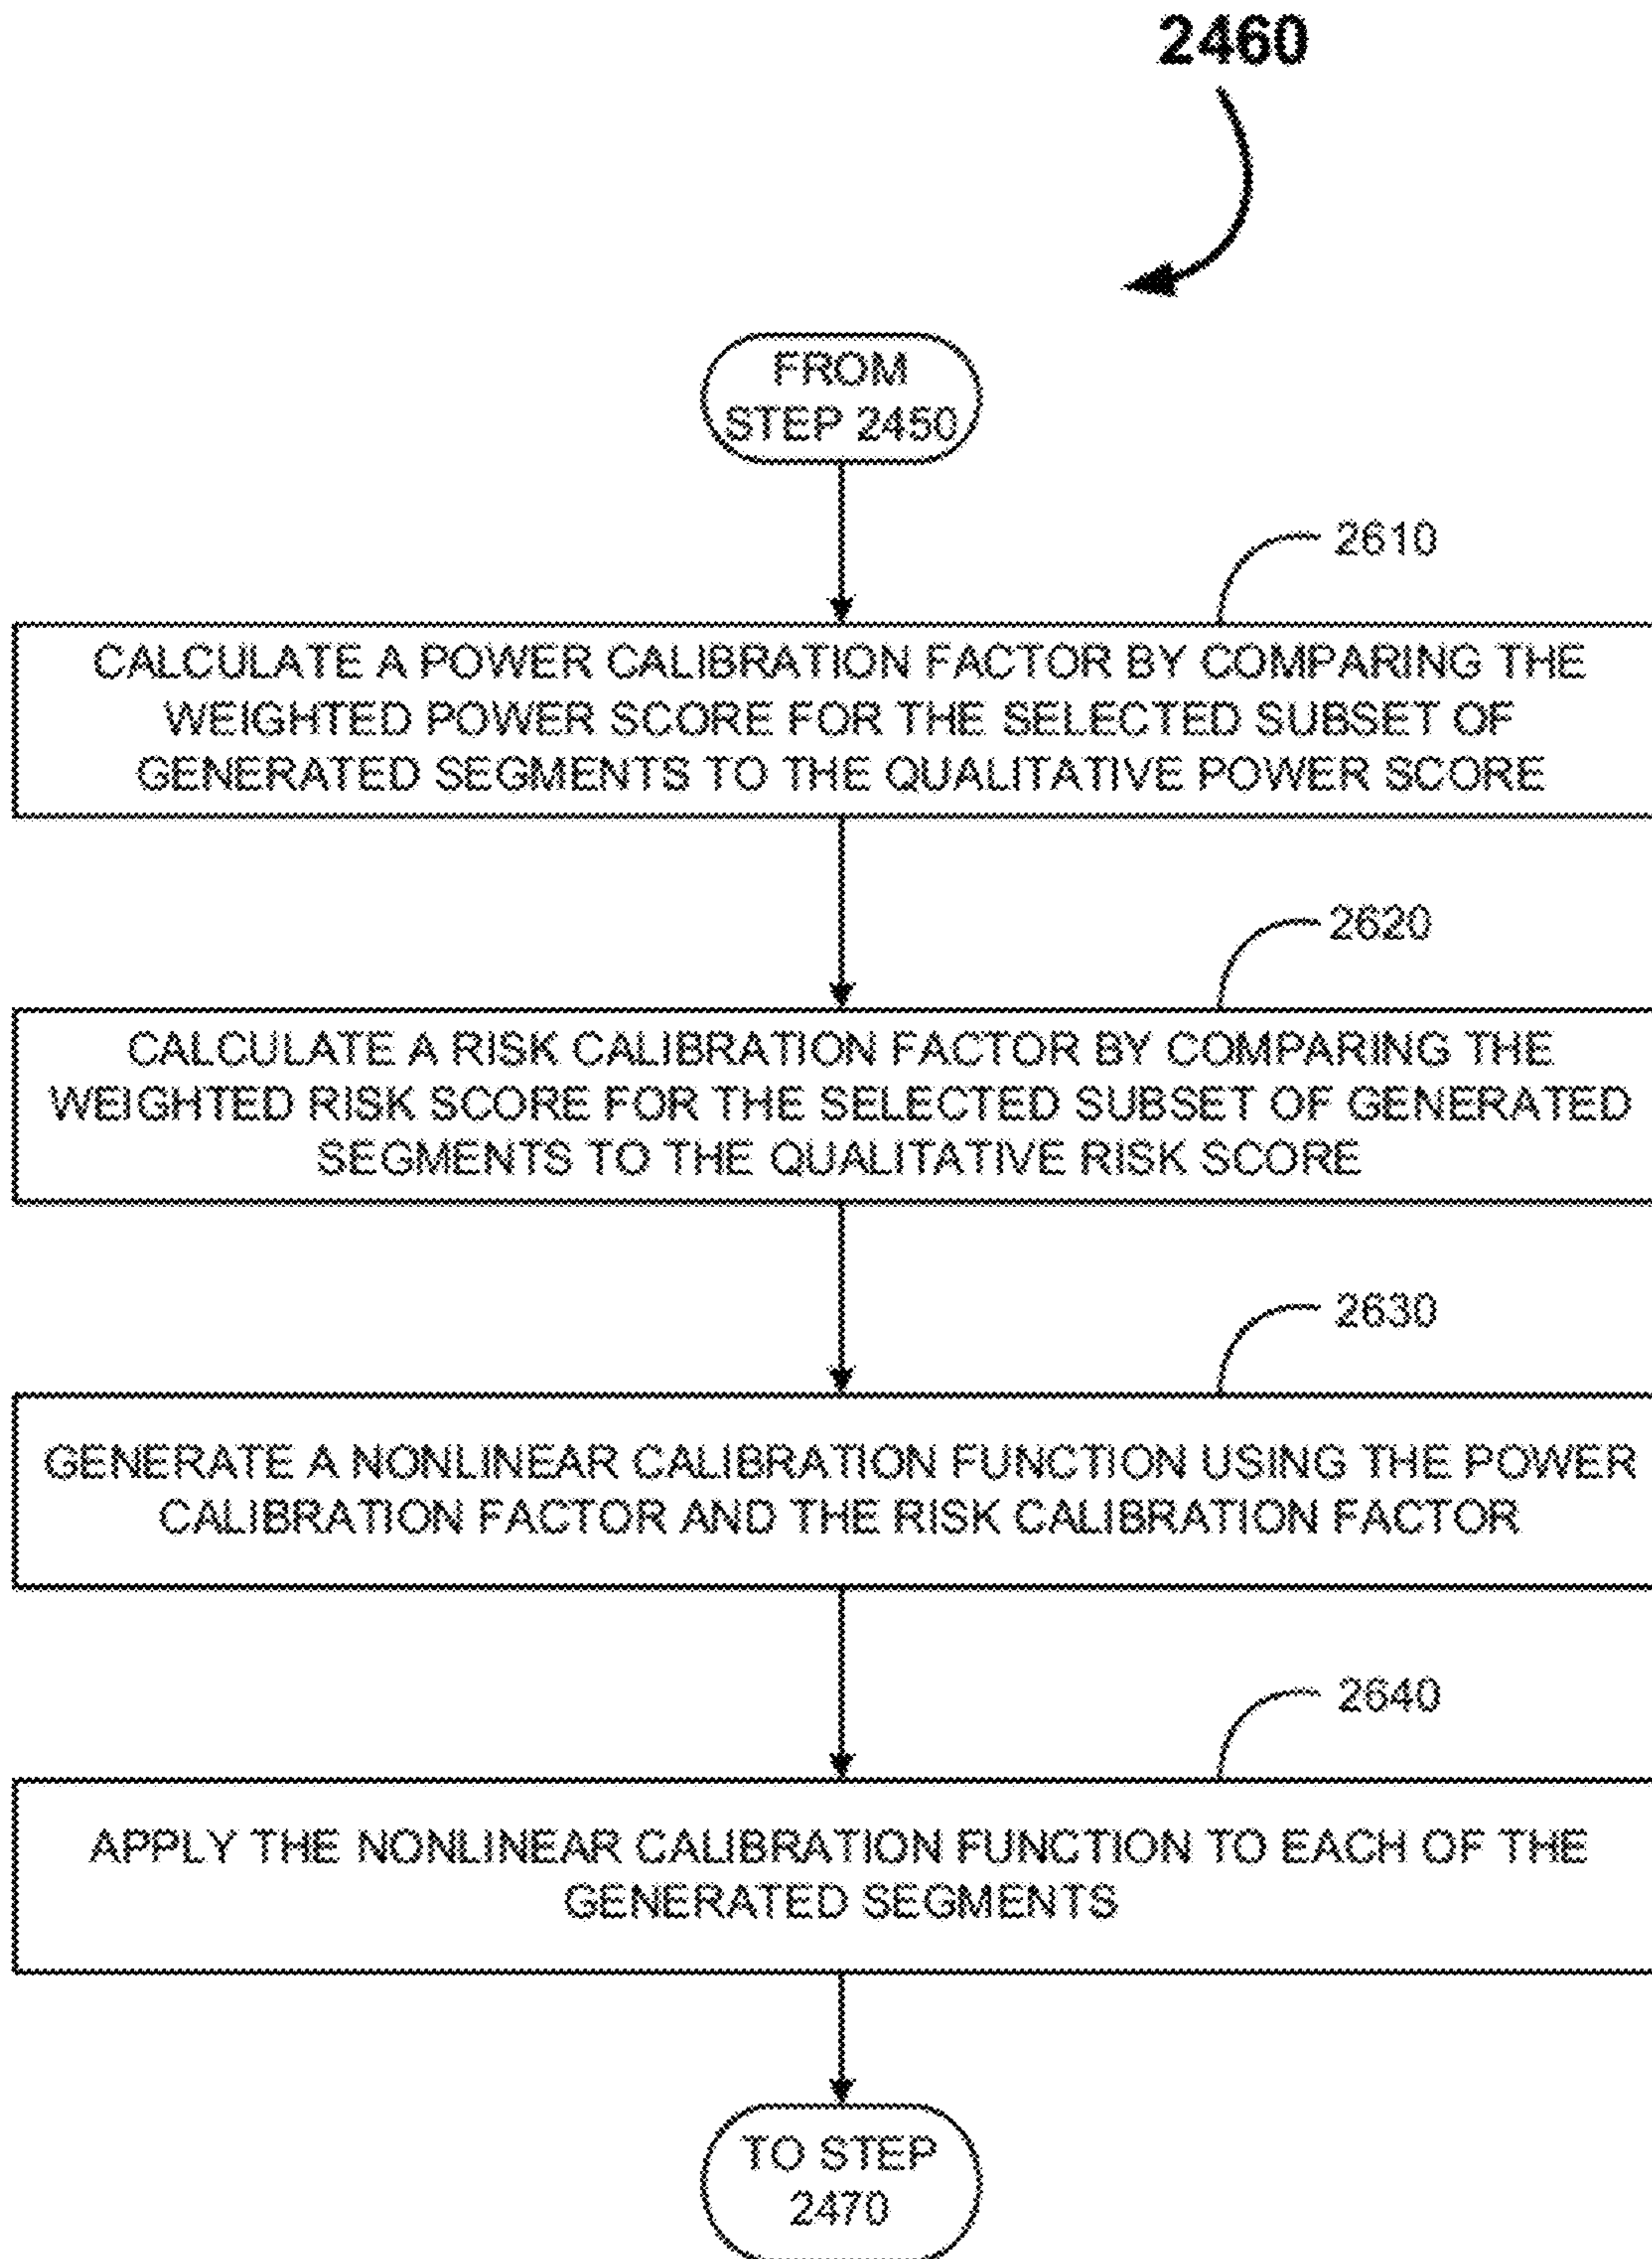 2460
FROM
STEP 2450
2610
CALCULATE A POWER CALIBRATION FACTOR BY COMPARING THE
WEIGHTED POWER SCORE FOR THE SELECTED SUBSET OF
GENERATED SEGMENTS TO THE QUALITATIVE POWER SCORE
2620
CALCULATE A RISK CALIBRATION FACTOR BY COMPARING THE
WEIGHTED RISK SCORE FOR THE SELECTED SUBSET OF GENERATED
SEGMENTS TO THE QUALITATIVE RISK SCORE
2630
GENERATE A NONLINEAR CALIBRATION FUNCTION USING THE POWER
CALIBRATION FACTOR AND THE RISK CALIBRATION FACTOR
2640
APPLY THE NONLINEAR CALIBRATION FUNCTION TO EACH OF THE
GENERATED SEGMENTS
TO STEP
2470